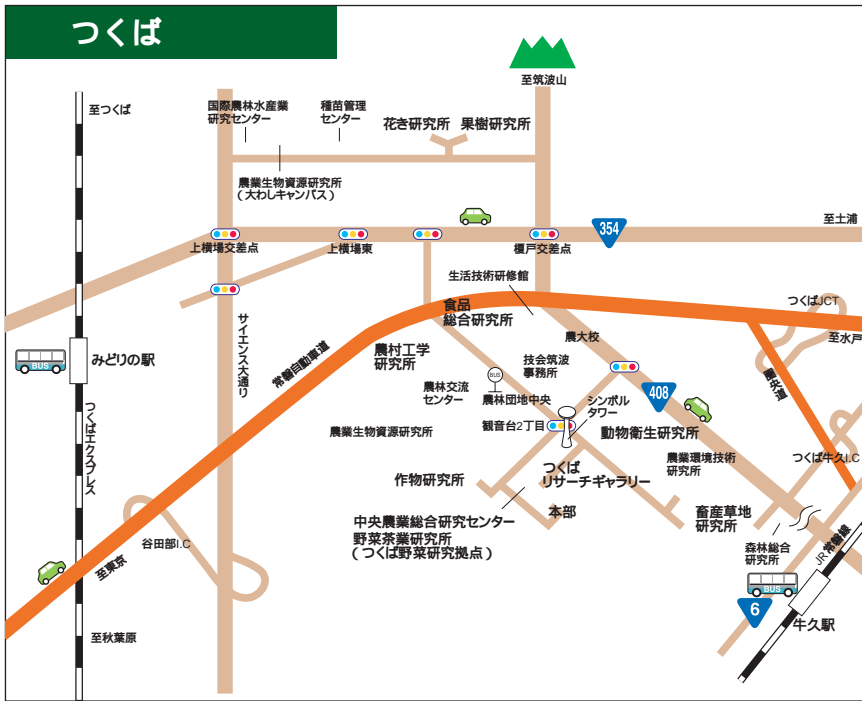 つくば
至筑波山
至つくば
国際農林水産業
研究センター
種苗管理
センター
花き研究所
果樹研究所
農業生物資源研究所
(大わしキャンパス)
354
至土浦
上横場交差点
上横場東
榎戸交差点
生活技術研修館
つくばJCT
至水戸
食品
総合研究所
サイエンス大通り
常磐自動車道
農村工学
研究所
農大校
技会筑波
事務所
圏央道
BUS
みどりの駅
BUS
農林交流
センター
農林団地中央
シンボル
タワー
408
つくばエクスプレス
農業生物資源研究所
観音台2丁目
動物衛生研究所
農業環境技術
研究所
つくば牛久I.C
作物研究所
つくば
リサーチギャラリー
本部
畜産草地
研究所
中央農業総合研究センター
野菜茶業研究所
(つくば野菜研究拠点)
谷田部I.C
至東京
森林総合
研究所
JR常磐線
BUS
6
牛久駅
至秋葉原